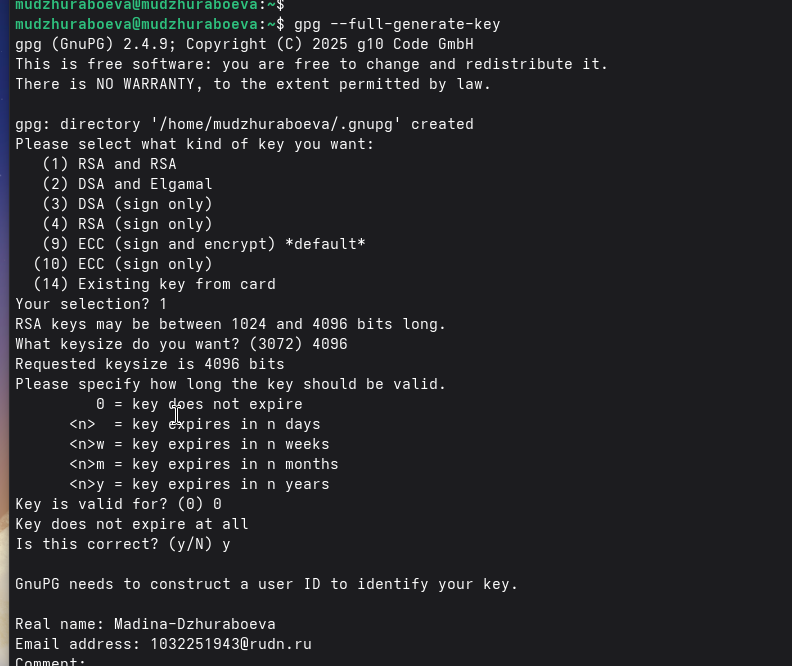 mudzhuraboeva@mudzhuraboeva:~$
mudzhuraboeva@mudzhuraboeva:~$ gpg --full-generate-key
gpg (GnuPG) 2.4.9; Copyright (C) 2025 g10 Code GmbH
This is free software: you are free to change and redistribute it.
There is NO WARRANTY, to the extent permitted by law.

gpg: directory '/home/mudzhuraboeva/.gnupg' created
Please select what kind of key you want:
   (1) RSA and RSA
   (2) DSA and Elgamal
   (3) DSA (sign only)
   (4) RSA (sign only)
   (9) ECC (sign and encrypt) *default*
  (10) ECC (sign only)
  (14) Existing key from card
Your selection? 1
RSA keys may be between 1024 and 4096 bits long.
What keysize do you want? (3072) 4096
Requested keysize is 4096 bits
Please specify how long the key should be valid.
         0 = key does not expire
      <n>  = key expires in n days
      <n>w = key expires in n weeks
      <n>m = key expires in n months
      <n>y = key expires in n years
Key is valid for? (0) 0
Key does not expire at all
Is this correct? (y/N) y

GnuPG needs to construct a user ID to identify your key.

Real name: Madina-Dzhuraboeva
Email address: 1032251943@rudn.ru
Comment: